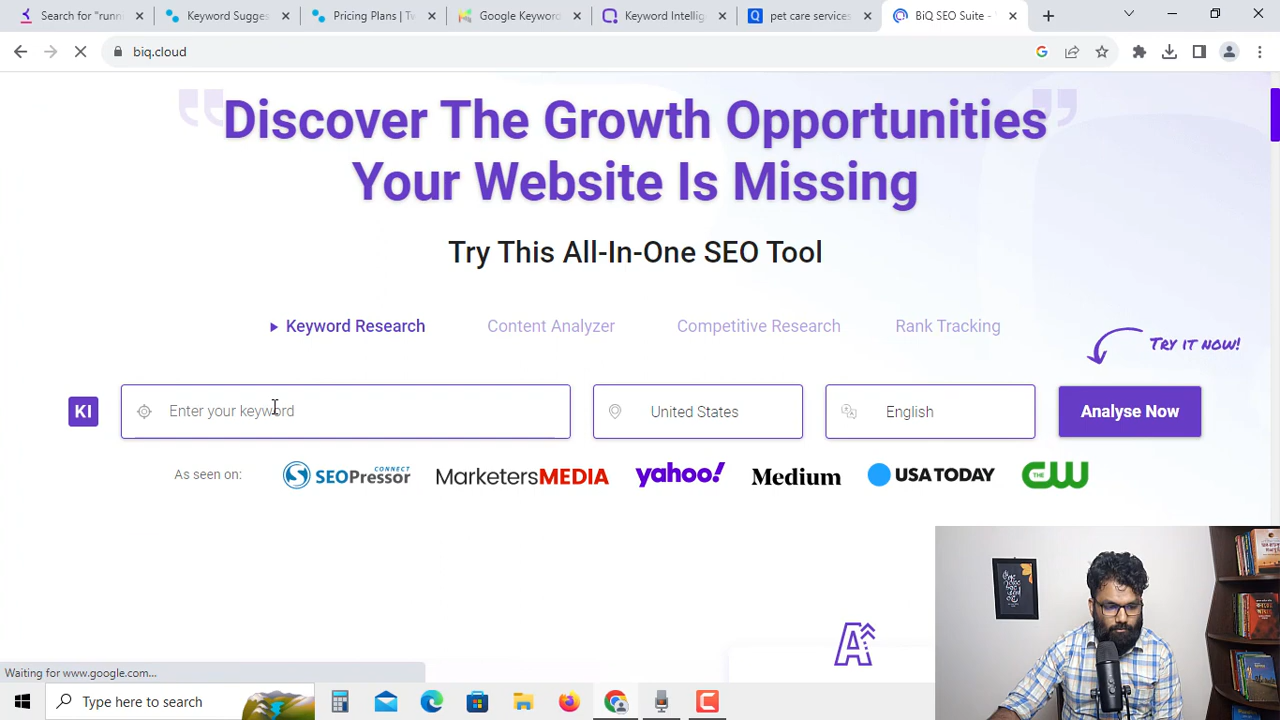 Search for "runn
Keyword Sugges
Pricing Plans | Tw
Google Keyword
Keyword Intellig
pet care services
BiQ SEO Suite -
biq.cloud
Discover The Growth Opportunities
Your Website Is Missing
Try This All-In-One SEO Tool
Keyword Research
Content Analyzer
Competitive Research
Rank Tracking
Try it now!
KI
Enter your keyword
United States
English
Analyse Now
As seen on:
SEOPressor CONNECT
MarketersMEDIA
yahoo!
Medium
USA TODAY
CW
Waiting for www.google.com...
Type here to search